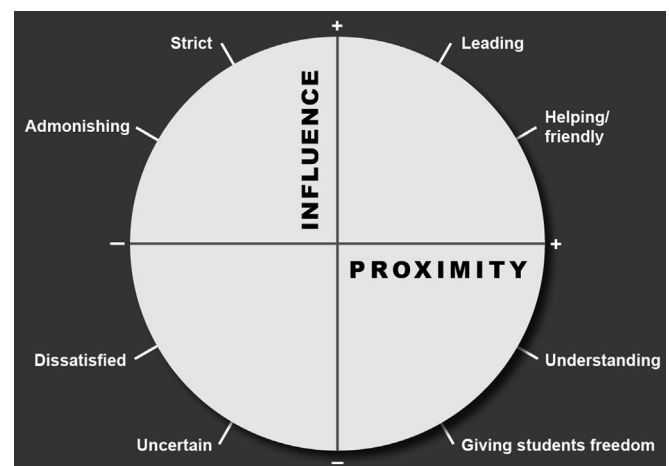 +
Strict
Leading
INFLUENCE
Admonishing
Helping/
friendly
–
+
PROXIMITY
Dissatisfied
Understanding
Uncertain
Giving students freedom
–